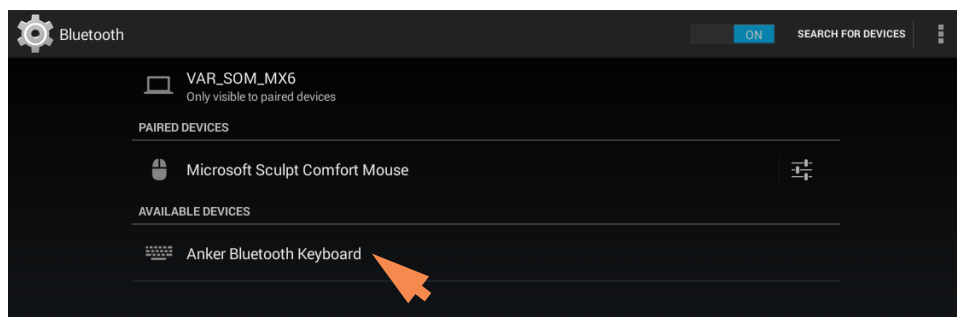 Bluetooth
ON
SEARCH FOR DEVICES
VAR_SOM_MX6
Only visible to paired devices
PAIRED DEVICES
Microsoft Sculpt Comfort Mouse
AVAILABLE DEVICES
Anker Bluetooth Keyboard